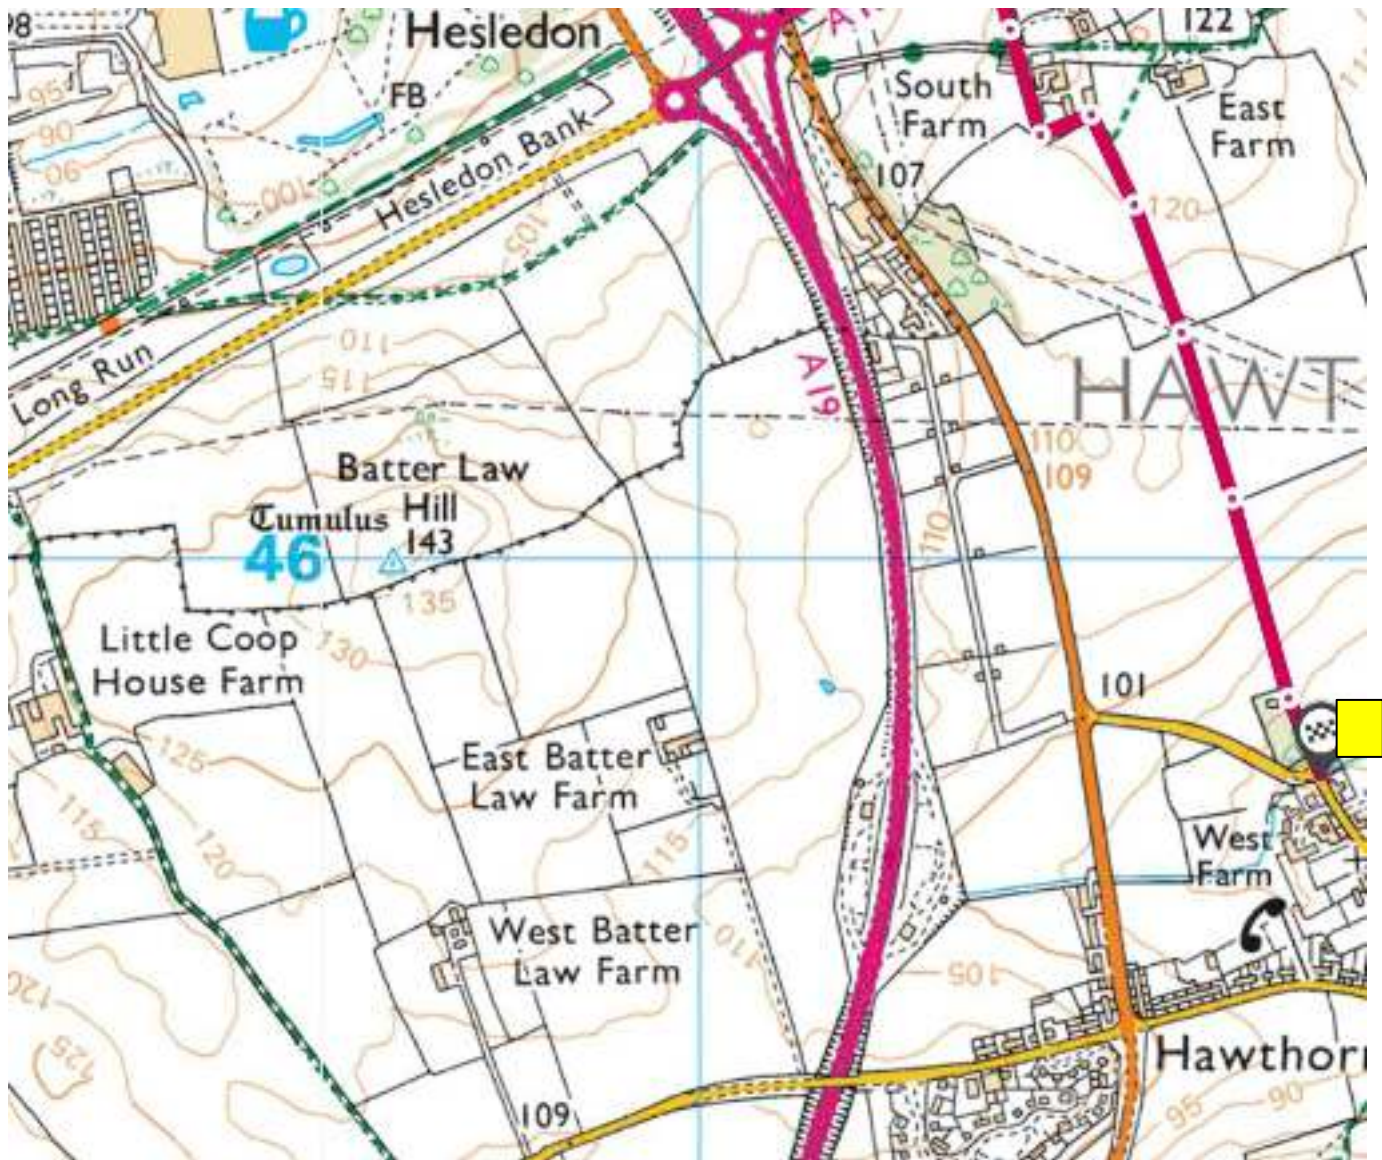 98
Hesledon
A1
122
South
Farm
East
Farm
95
FB
90
90
107
100
Hesledon Bank
120
105
110
115
A19
HAWT
Long Run
110
109
Batter Law
Hill
143
Tumulus
46
110
135
130
Little Coop
House Farm
101
125
East Batter
Law Farm
115
120
115
West
Farm
West Batter
Law Farm
110
105
120
125
Hawthor
109
95
90